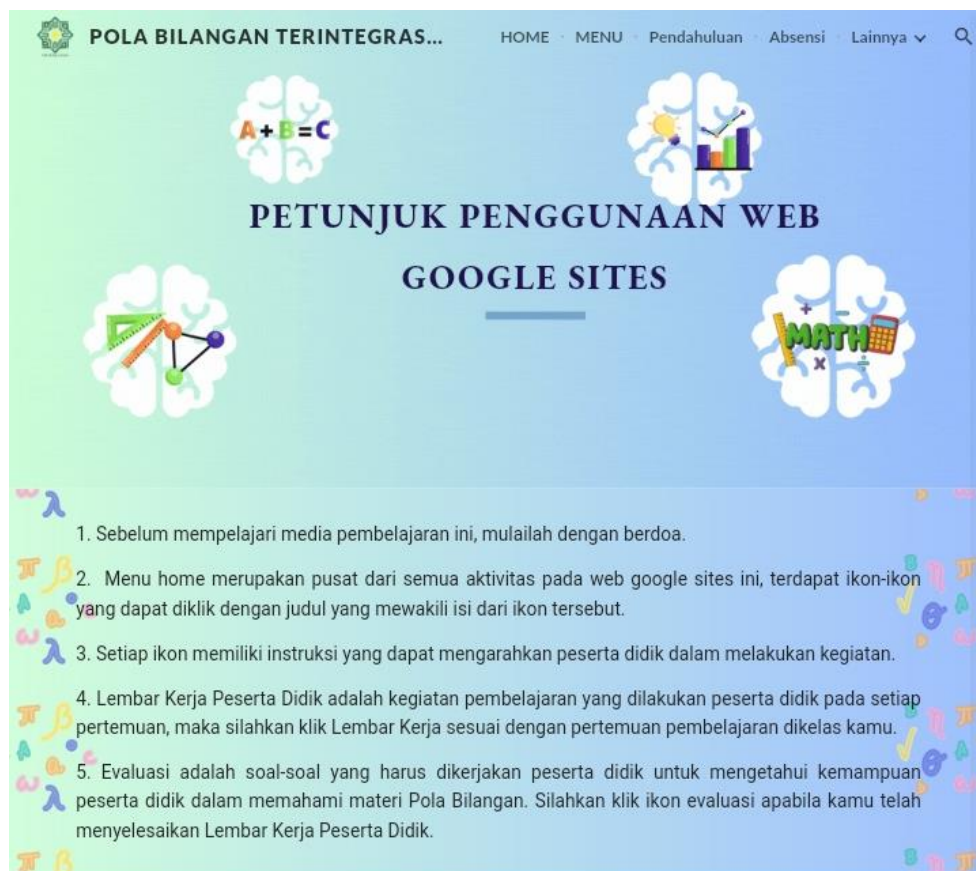 POLA BILANGAN TERINTEGRAS...
HOME MENU Pendahuluan Absensi Lainnya
A+B=C
PETUNJUK PENGGUNAAN WEB
GOOGLE SITES
MATH
1. Sebelum mempelajari media pembelajaran ini, mulailah dengan berdoa.
2. Menu home merupakan pusat dari semua aktivitas pada web google sites ini, terdapat ikon-ikon
yang dapat diklik dengan judul yang mewakili isi dari ikon tersebut.
3. Setiap ikon memiliki instruksi yang dapat mengarahkan peserta didik dalam melakukan kegiatan.
4. Lembar Kerja Peserta Didik adalah kegiatan pembelajaran yang dilakukan peserta didik pada setiap
pertemuan, maka silahkan klik Lembar Kerja sesuai dengan pertemuan pembelajaran dikelas kamu.
5. Evaluasi adalah soal-soal yang harus dikerjakan peserta didik untuk mengetahui kemampuan
peserta didik dalam memahami materi Pola Bilangan. Silahkan klik ikon evaluasi apabila kamu telah
menyelesaikan Lembar Kerja Peserta Didik.